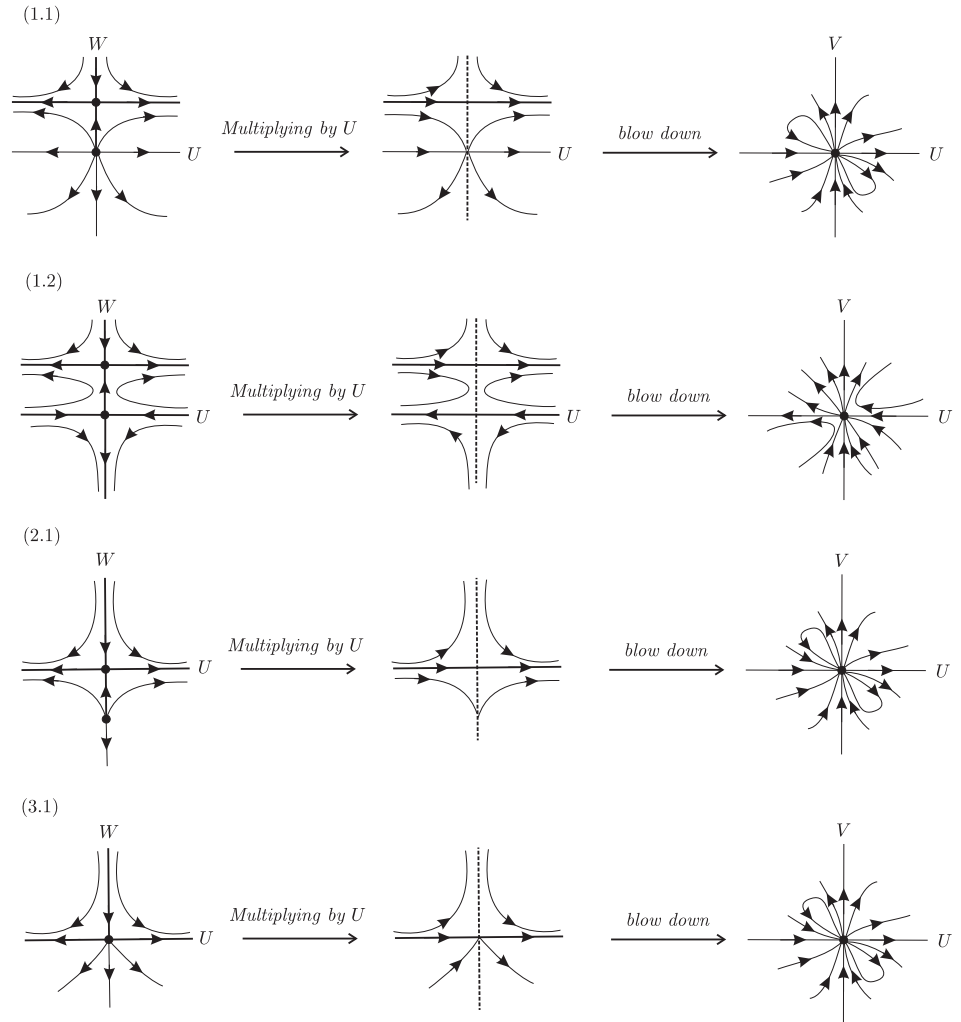 (1.1)
W
V
Multiplying by U
blow down
U
U
U
(1.2)
W
V
Multiplying by U
blow down
U
U
U
(2.1)
W
V
Multiplying by U
blow down
U
U
(3.1)
W
V
Multiplying by U
blow down
U
U